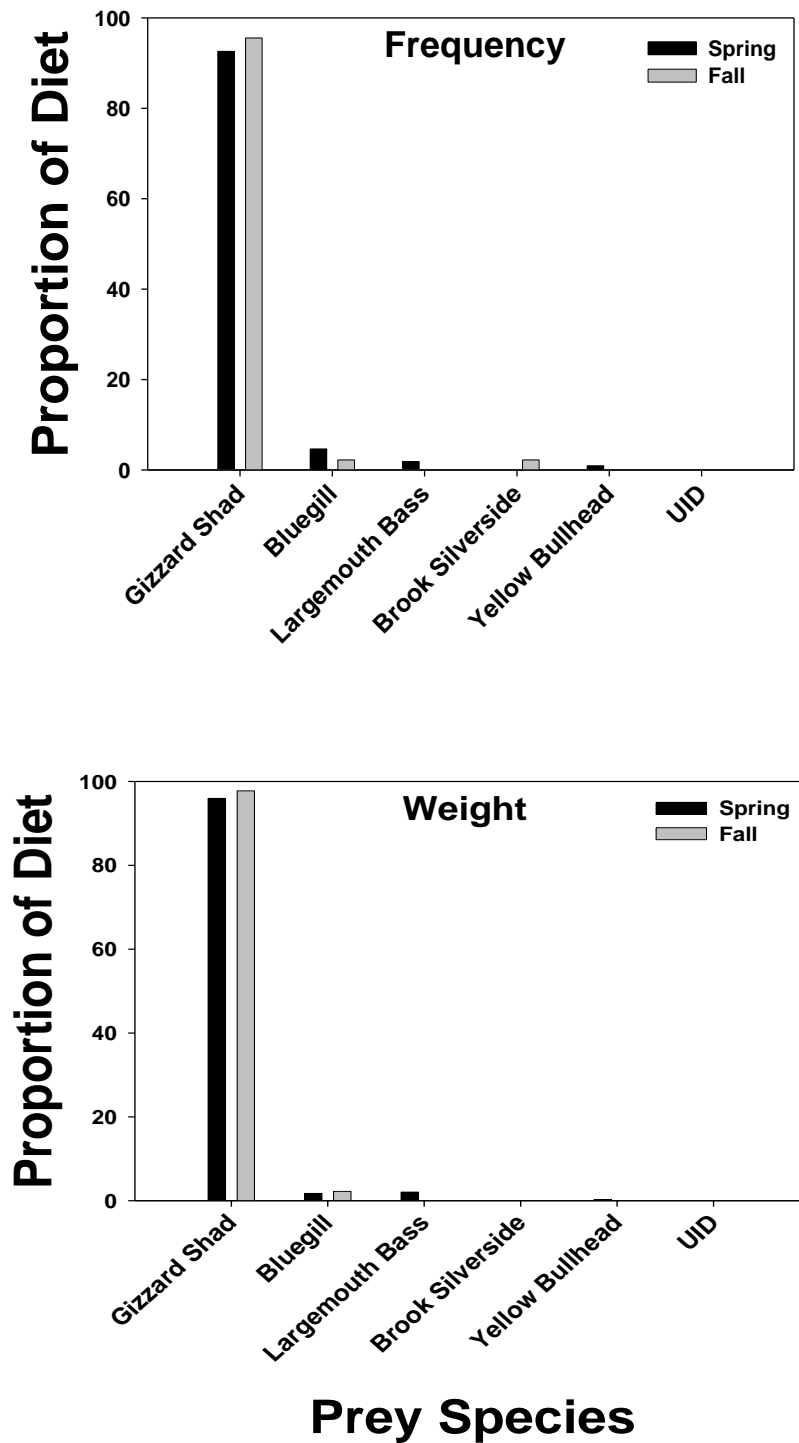 Frequency
Spring
Fall
Proportion of Diet
100
80
60
40
20
0
Gizzard Shad
Bluegill
Largemouth Bass
Brook Silverside
Yellow Bullhead
UID
Weight
Spring
Fall
Proportion of Diet
100
80
60
40
20
0
Gizzard Shad
Bluegill
Largemouth Bass
Brook Silverside
Yellow Bullhead
UID
Prey Species